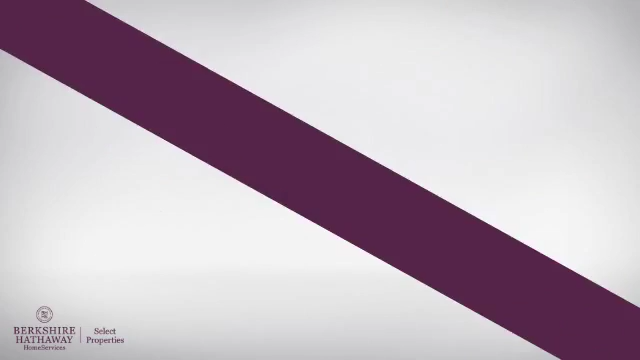 BERKSHIRE
HATHAWAY
HomeServices
Select
Properties